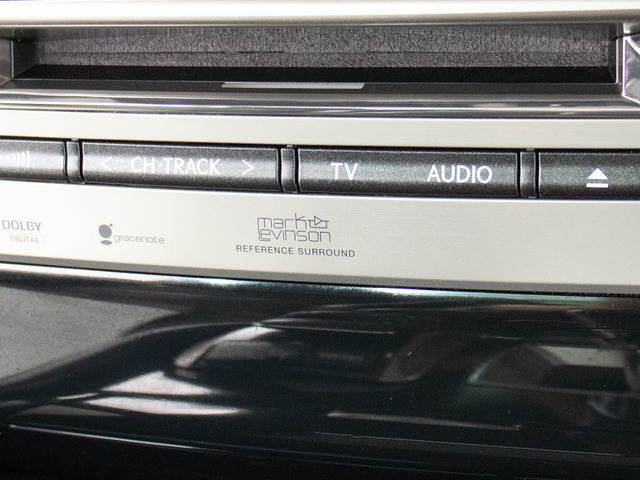 < CH·TRACK >
TV
AUDIO
DOLBY
DIGITAL
gracenote
mark
levinson
REFERENCE SURROUND